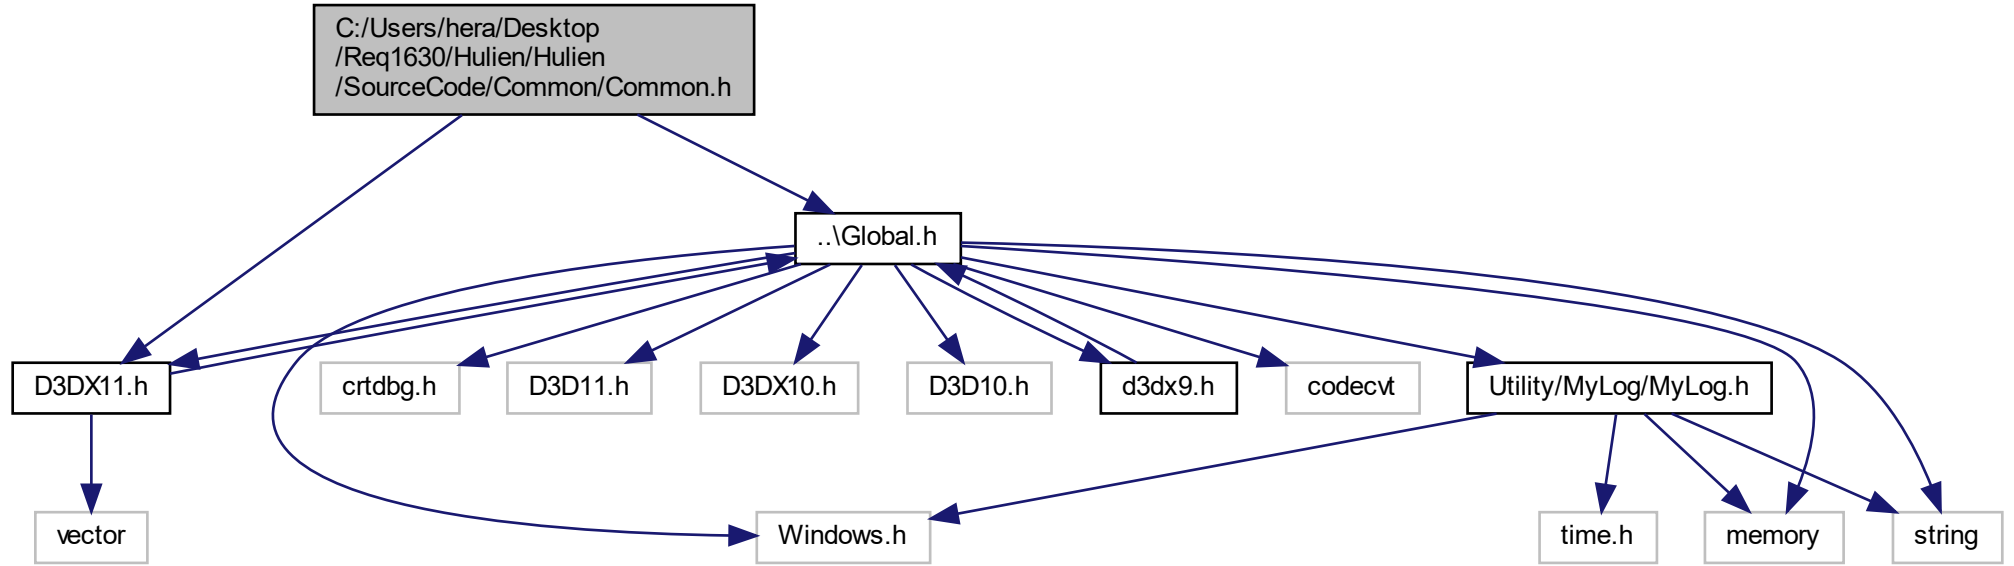 C:/Users/hera/Desktop
/Req1630/Hulien/Hulien
/SourceCode/Common/Common.h
..\Global.h
D3DX11.h
crtdbg.h
D3D11.h
D3DX10.h
D3D10.h
d3dx9.h
codecvt
Utility/MyLog/MyLog.h
vector
Windows.h
time.h
memory
string